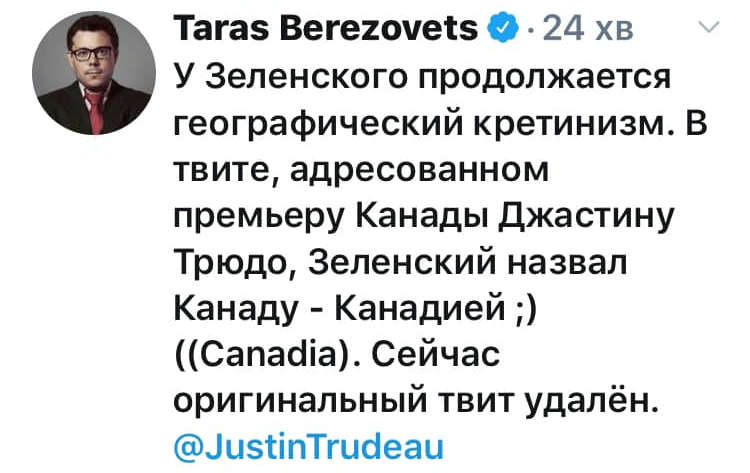 Taras Berezovets · 24 хв
У Зеленского продолжается
географический кретинизм. В
твите, адресованном
премьеру Канады Джастину
Трюдо, Зеленский назвал
Канаду - Канадией ;)
((Canadia). Сейчас
оригинальный твит удалён.
@JustinTrudeau